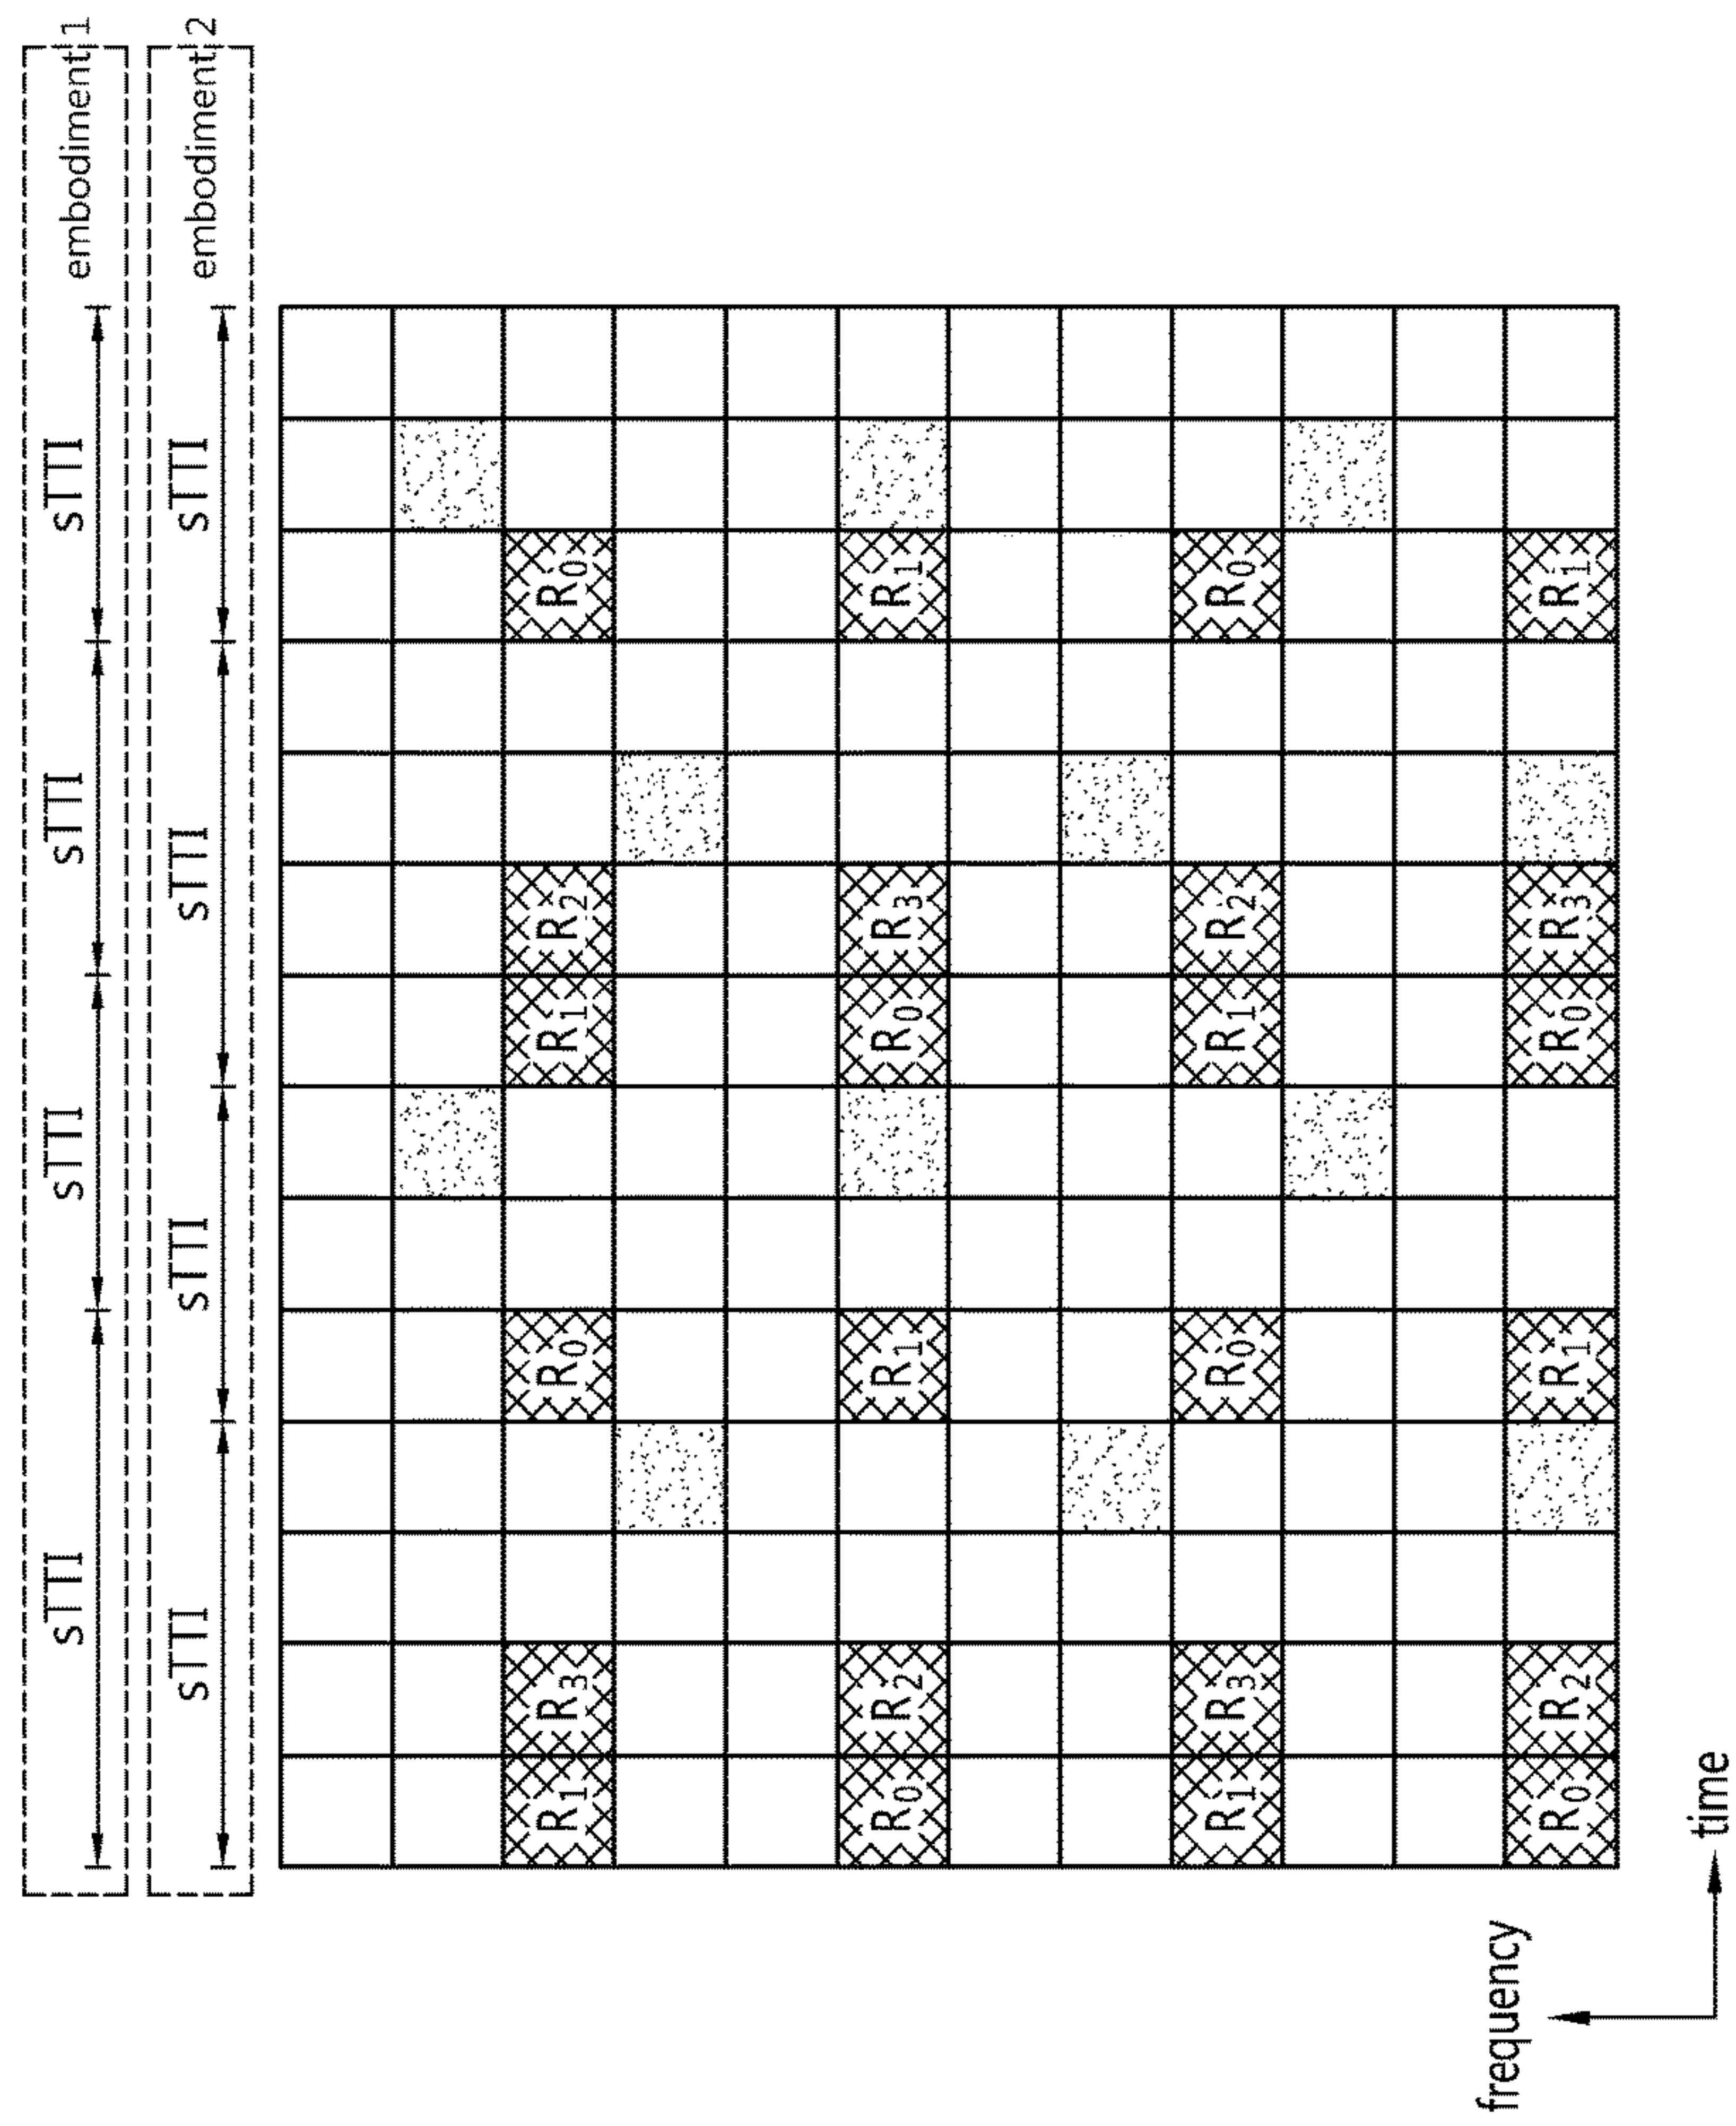 sTTI sTTI sTTI sTTI embodiment 1
sTTI sTTI sTTI sTTI embodiment 2
R1 R3 R0 R1 R2 R0
R0 R2 R1 R0 R3 R1
R1 R3 R0 R1 R2 R0
R0 R2 R1 R0 R3 R1
frequency
time